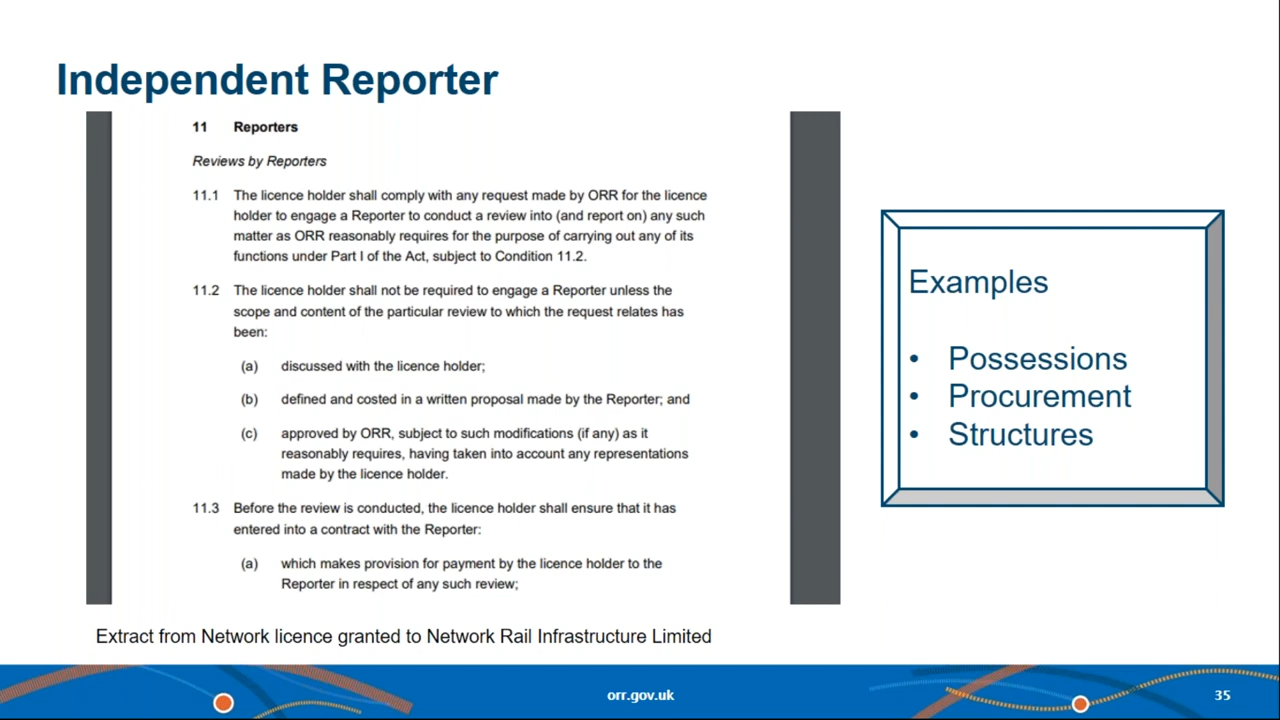 Independent Reporter
11 Reporters
Reviews by Reporters
11.1 The licence holder shall comply with any request made by ORR for the licence
holder to engage a Reporter to conduct a review into (and report on) any such
matter as ORR reasonably requires for the purpose of carrying out any of its
functions under Part I of the Act, subject to Condition 11.2.
11.2 The licence holder shall not be required to engage a Reporter unless the
scope and content of the particular review to which the request relates has
been:
(a) discussed with the licence holder;
(b) defined and costed in a written proposal made by the Reporter; and
(c) approved by ORR, subject to such modifications (if any) as it
reasonably requires, having taken into account any representations
made by the licence holder.
11.3 Before the review is conducted, the licence holder shall ensure that it has
entered into a contract with the Reporter:
(a) which makes provision for payment by the licence holder to the
Reporter in respect of any such review;
Extract from Network licence granted to Network Rail Infrastructure Limited
Examples
• Possessions
• Procurement
• Structures
orr.gov.uk
35